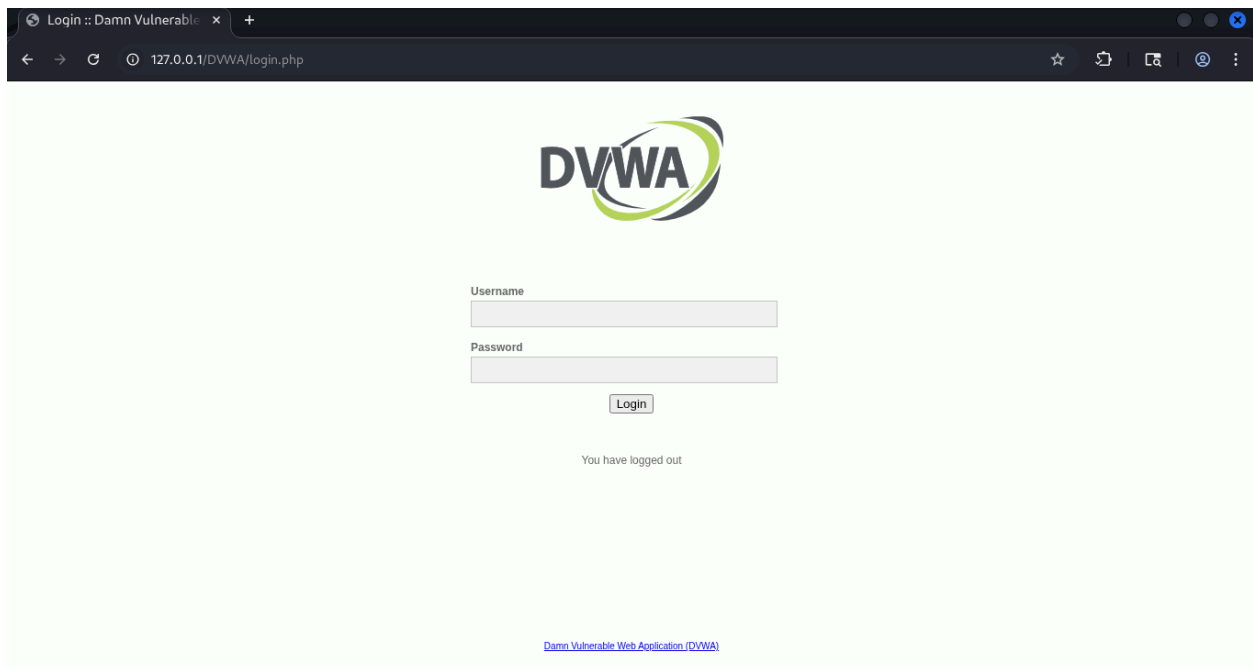 Login :: Damn Vulnerable
127.0.0.1/DVWA/login.php
DVWA
Username
Password
Login
You have logged out
Damn Vulnerable Web Application (DVWA)